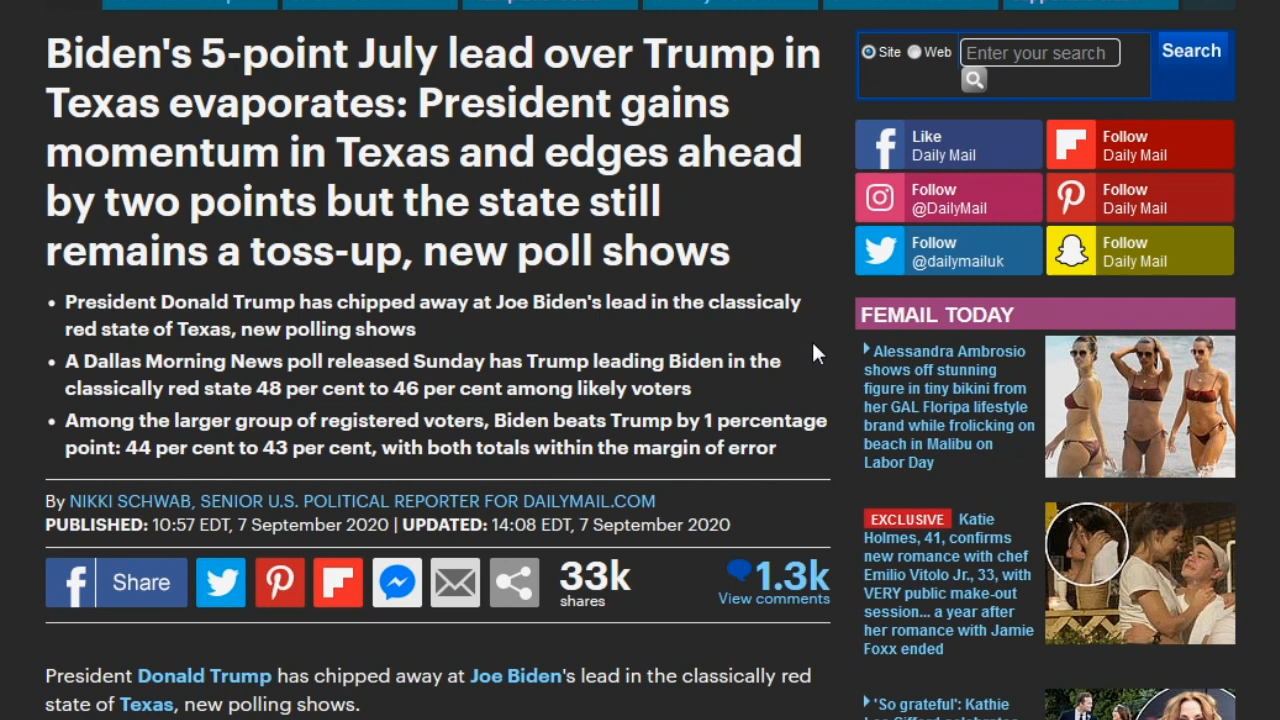 Biden's 5-point July lead over Trump in
Texas evaporates: President gains
momentum in Texas and edges ahead
by two points but the state still
remains a toss-up, new poll shows
• President Donald Trump has chipped away at Joe Biden's lead in the classicaly
red state of Texas, new polling shows
• A Dallas Morning News poll released Sunday has Trump leading Biden in the
classically red state 48 per cent to 46 per cent among likely voters
• Among the larger group of registered voters, Biden beats Trump by 1 percentage
point: 44 per cent to 43 per cent, with both totals within the margin of error
By NIKKI SCHWAB, SENIOR U.S. POLITICAL REPORTER FOR DAILYMAIL.COM
PUBLISHED: 10:57 EDT, 7 September 2020 | UPDATED: 14:08 EDT, 7 September 2020
Share
33k
shares
1.3k
View comments
President Donald Trump has chipped away at Joe Biden's lead in the classically red
state of Texas, new polling shows.
Site Web Enter your search Search
Like
Daily Mail
Follow
Daily Mail
Follow
@DailyMail
Follow
Daily Mail
Follow
@dailymailuk
Follow
Daily Mail
FEMAIL TODAY
Alessandra Ambrosio
shows off stunning
figure in tiny bikini from
her GAL Floripa lifestyle
brand while frolicking on
beach in Malibu on
Labor Day
EXCLUSIVE Katie
Holmes, 41, confirms
new romance with chef
Emilio Vitolo Jr., 33, with
VERY public make-out
session... a year after
her romance with Jamie
Foxx ended
'So grateful': Kathie